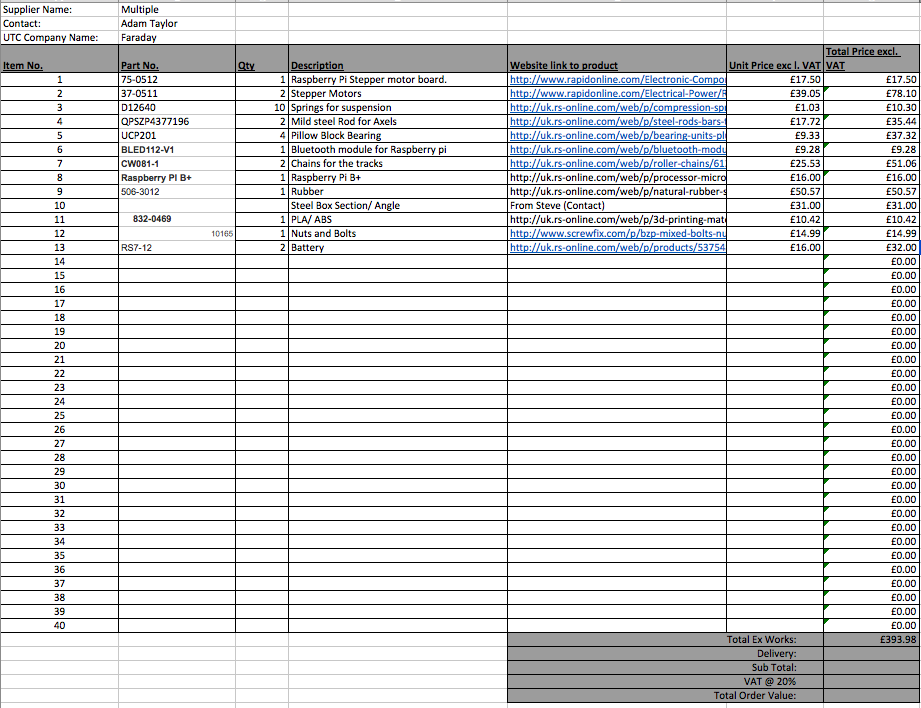 Supplier Name: Multiple
Contact: Adam Taylor
UTC Company Name: Faraday
Item No. Part No. Qty Description Website link to product Unit Price exc l. VAT Total Price excl. VAT
1 75-0512 1 Raspberry Pi Stepper motor board. http://www.rapidonline.com/Electronic-Compo £17.50 £17.50
2 37-0511 2 Stepper Motors http://www.rapidonline.com/Electrical-Power/F £39.05 £78.10
3 D12640 10 Springs for suspension http://uk.rs-online.com/web/p/compression-spr £1.03 £10.30
4 QPSZP4377196 2 Mild steel Rod for Axels http://uk.rs-online.com/web/p/steel-rods-bars-t £17.72 £35.44
5 UCP201 4 Pillow Block Bearing http://uk.rs-online.com/web/p/bearing-units-pl £9.33 £37.32
6 BLED112-V1 1 Bluetooth module for Raspberry pi http://uk.rs-online.com/web/p/bluetooth-modu £9.28 £9.28
7 CW081-1 2 Chains for the tracks http://uk.rs-online.com/web/p/roller-chains/61 £25.53 £51.06
8 Raspberry PI B+ 1 Raspberry Pi B+ http://uk.rs-online.com/web/p/processor-micro £16.00 £16.00
9 506-3012 1 Rubber http://uk.rs-online.com/web/p/natural-rubber-s £50.57 £50.57
10 Steel Box Section/ Angle From Steve (Contact) £31.00 £31.00
11 832-0469 1 PLA/ ABS http://uk.rs-online.com/web/p/3d-printing-mat £10.42 £10.42
12 10165 1 Nuts and Bolts http://www.screwfix.com/p/bzp-mixed-bolts-nu £14.99 £14.99
13 RS7-12 2 Battery http://uk.rs-online.com/web/p/products/53754 £16.00 £32.00
14 £0.00
15 £0.00
16 £0.00
17 £0.00
18 £0.00
19 £0.00
20 £0.00
21 £0.00
22 £0.00
23 £0.00
24 £0.00
25 £0.00
26 £0.00
27 £0.00
28 £0.00
29 £0.00
30 £0.00
31 £0.00
32 £0.00
33 £0.00
34 £0.00
35 £0.00
36 £0.00
37 £0.00
38 £0.00
39 £0.00
40 £0.00
Total Ex Works: £393.98
Delivery:
Sub Total:
VAT @ 20%
Total Order Value: